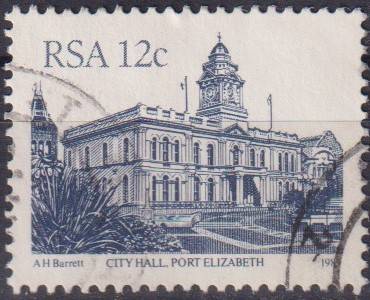 RSA 12c
A H Barrett CITY HALL, PORT ELIZABETH